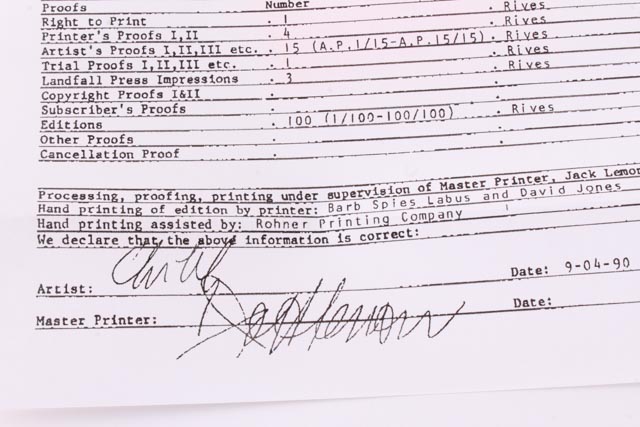 Proofs Number . Rives
Right to Print . 1 . Rives
Printer's Proofs I,II . 4 . Rives
Artist's Proofs I,II,III etc. . 15 (A.P.1/15-A.P.15/15) . Rives
Trial Proofs I,II,III etc. . 1 . Rives
Landfall Press Impressions . 3 .
Copyright Proofs I&II . .
Subscriber's Proofs . .
Editions . 100 (1/100-100/100) . Rives
Other Proofs . .
Cancellation Proof . .
Processing, proofing, printing under supervision of Master Printer, Jack Lemon
Hand printing of edition by printer: Barb Spies Labus and David Jones
Hand printing assisted by: Rohner Printing Company
We declare that the above information is correct:
Artist: Date: 9-04-90
Master Printer: Jack Lemon Date: